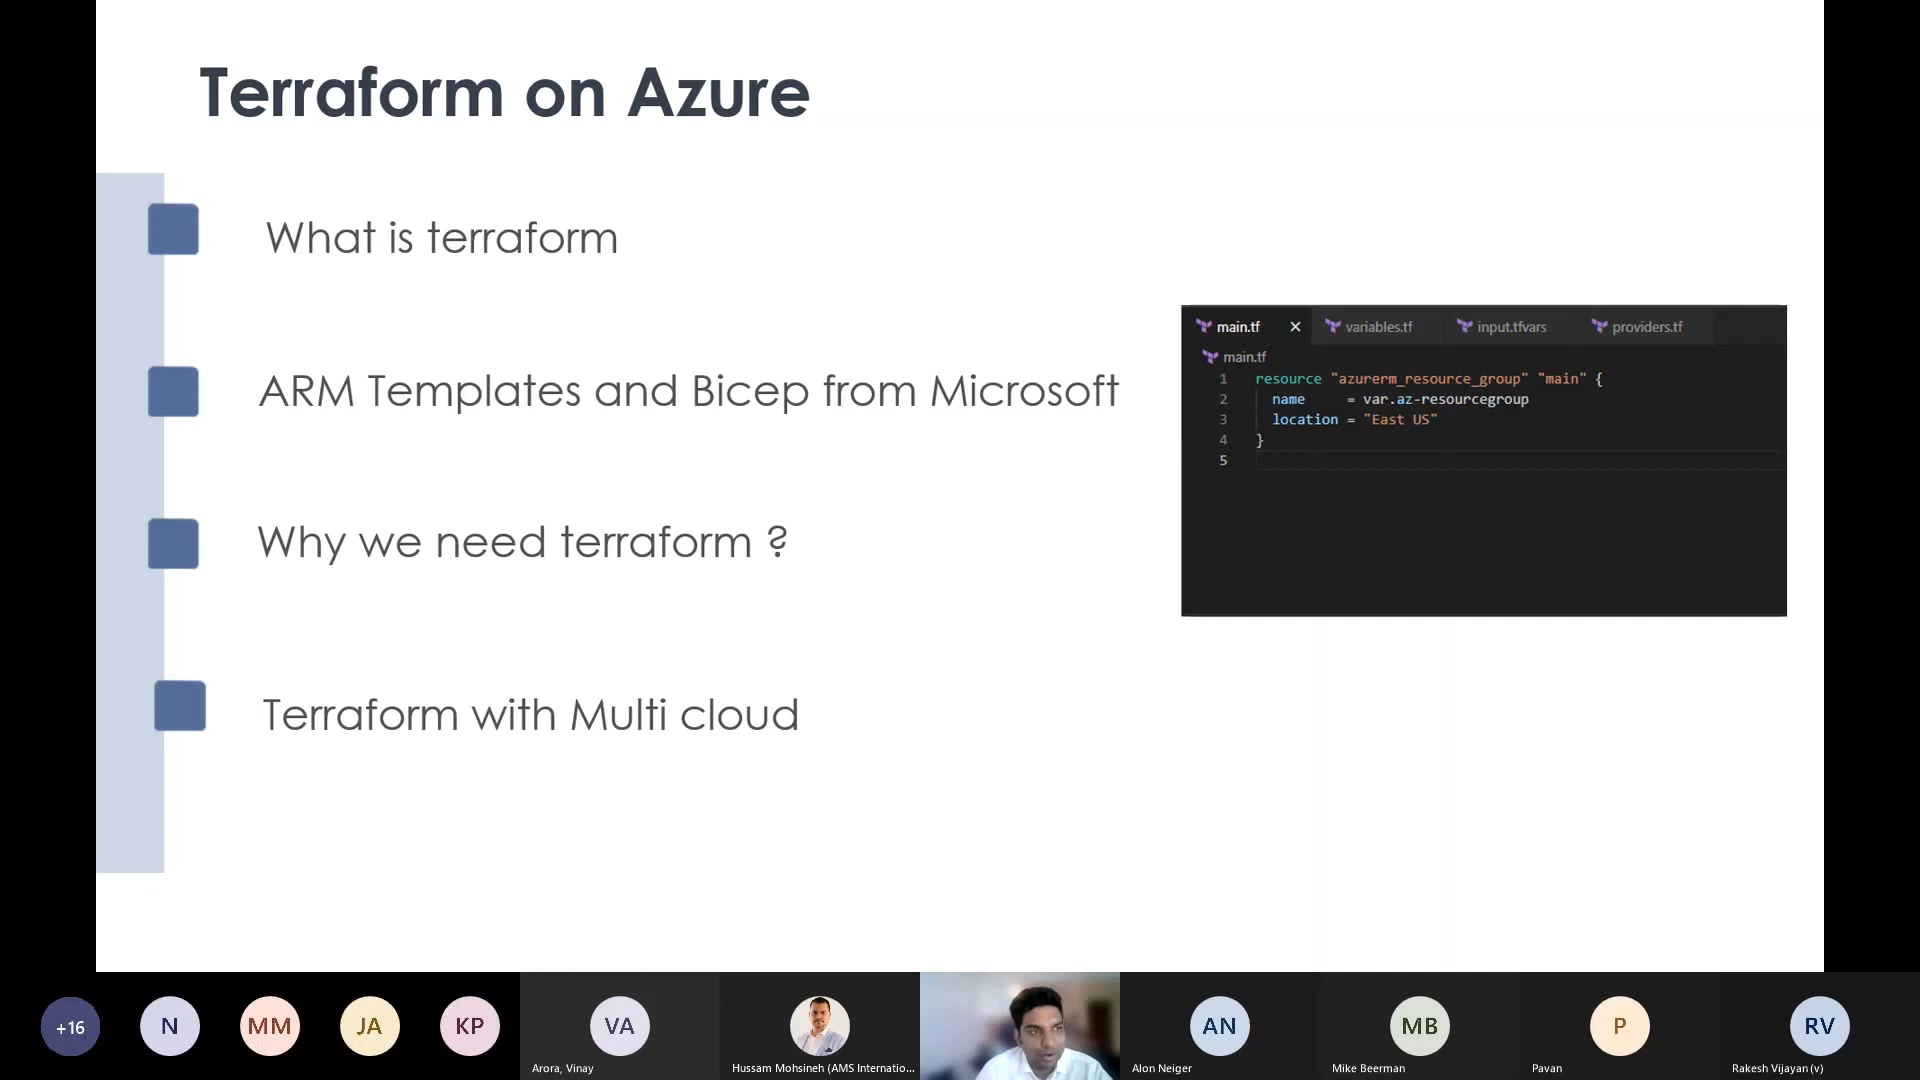 Terraform on Azure
What is terraform
ARM Templates and Bicep from Microsoft
Why we need terraform ?
Terraform with Multi cloud
main.tf × variables.tf input.tfvars providers.tf
main.tf
1 resource "azurerm_resource_group" "main" {
2 name = var.az-resourcegroup
3 location = "East US"
4 }
5
+16 N MM JA KP VA AN MB P RV
Arora, Vinay Hussam Mohsineh (AMS Internatio... Alon Neiger Mike Beerman Pavan Rakesh Vijayan (v)